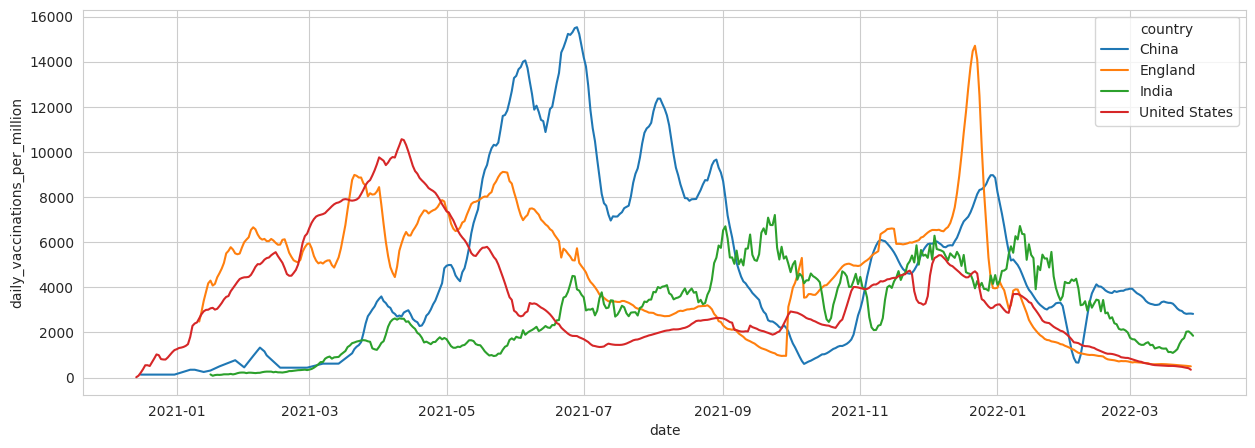 daily_vaccinations_per_million
16000
14000
12000
10000
8000
6000
4000
2000
0
country
China
England
India
United States
2021-01
2021-03
2021-05
2021-07
2021-09
2021-11
2022-01
2022-03
date